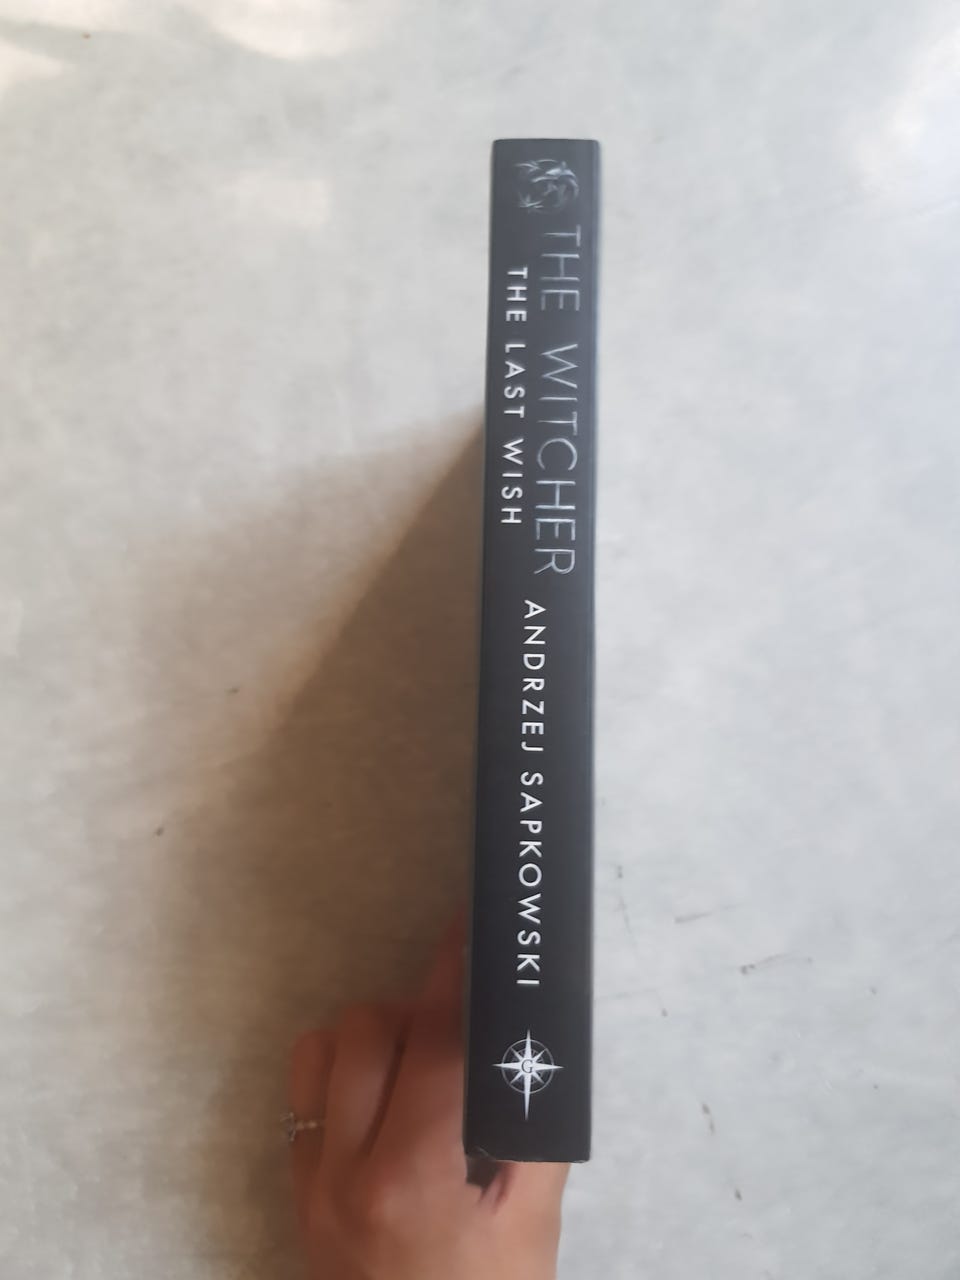 THE WITCHER
THE LAST WISH
ANDRZEJ SAPKOWSKI
G